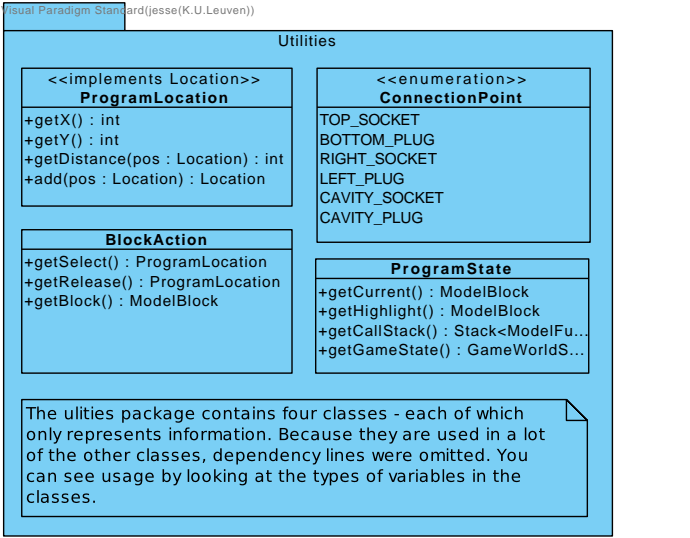 Visual Paradigm Standard(jesse(K.U.Leuven))
Utilities
<<implements Location>>
ProgramLocation
+getX() : int
+getY() : int
+getDistance(pos : Location) : int
+add(pos : Location) : Location
<<enumeration>>
ConnectionPoint
TOP_SOCKET
BOTTOM_PLUG
RIGHT_SOCKET
LEFT_PLUG
CAVITY_SOCKET
CAVITY_PLUG
BlockAction
+getSelect() : ProgramLocation
+getRelease() : ProgramLocation
+getBlock() : ModelBlock
ProgramState
+getCurrent() : ModelBlock
+getHighlight() : ModelBlock
+getCallStack() : Stack<ModelFu...
+getGameState() : GameWorldS...
The ulities package contains four classes - each of which
only represents information. Because they are used in a lot
of the other classes, dependency lines were omitted. You
can see usage by looking at the types of variables in the
classes.